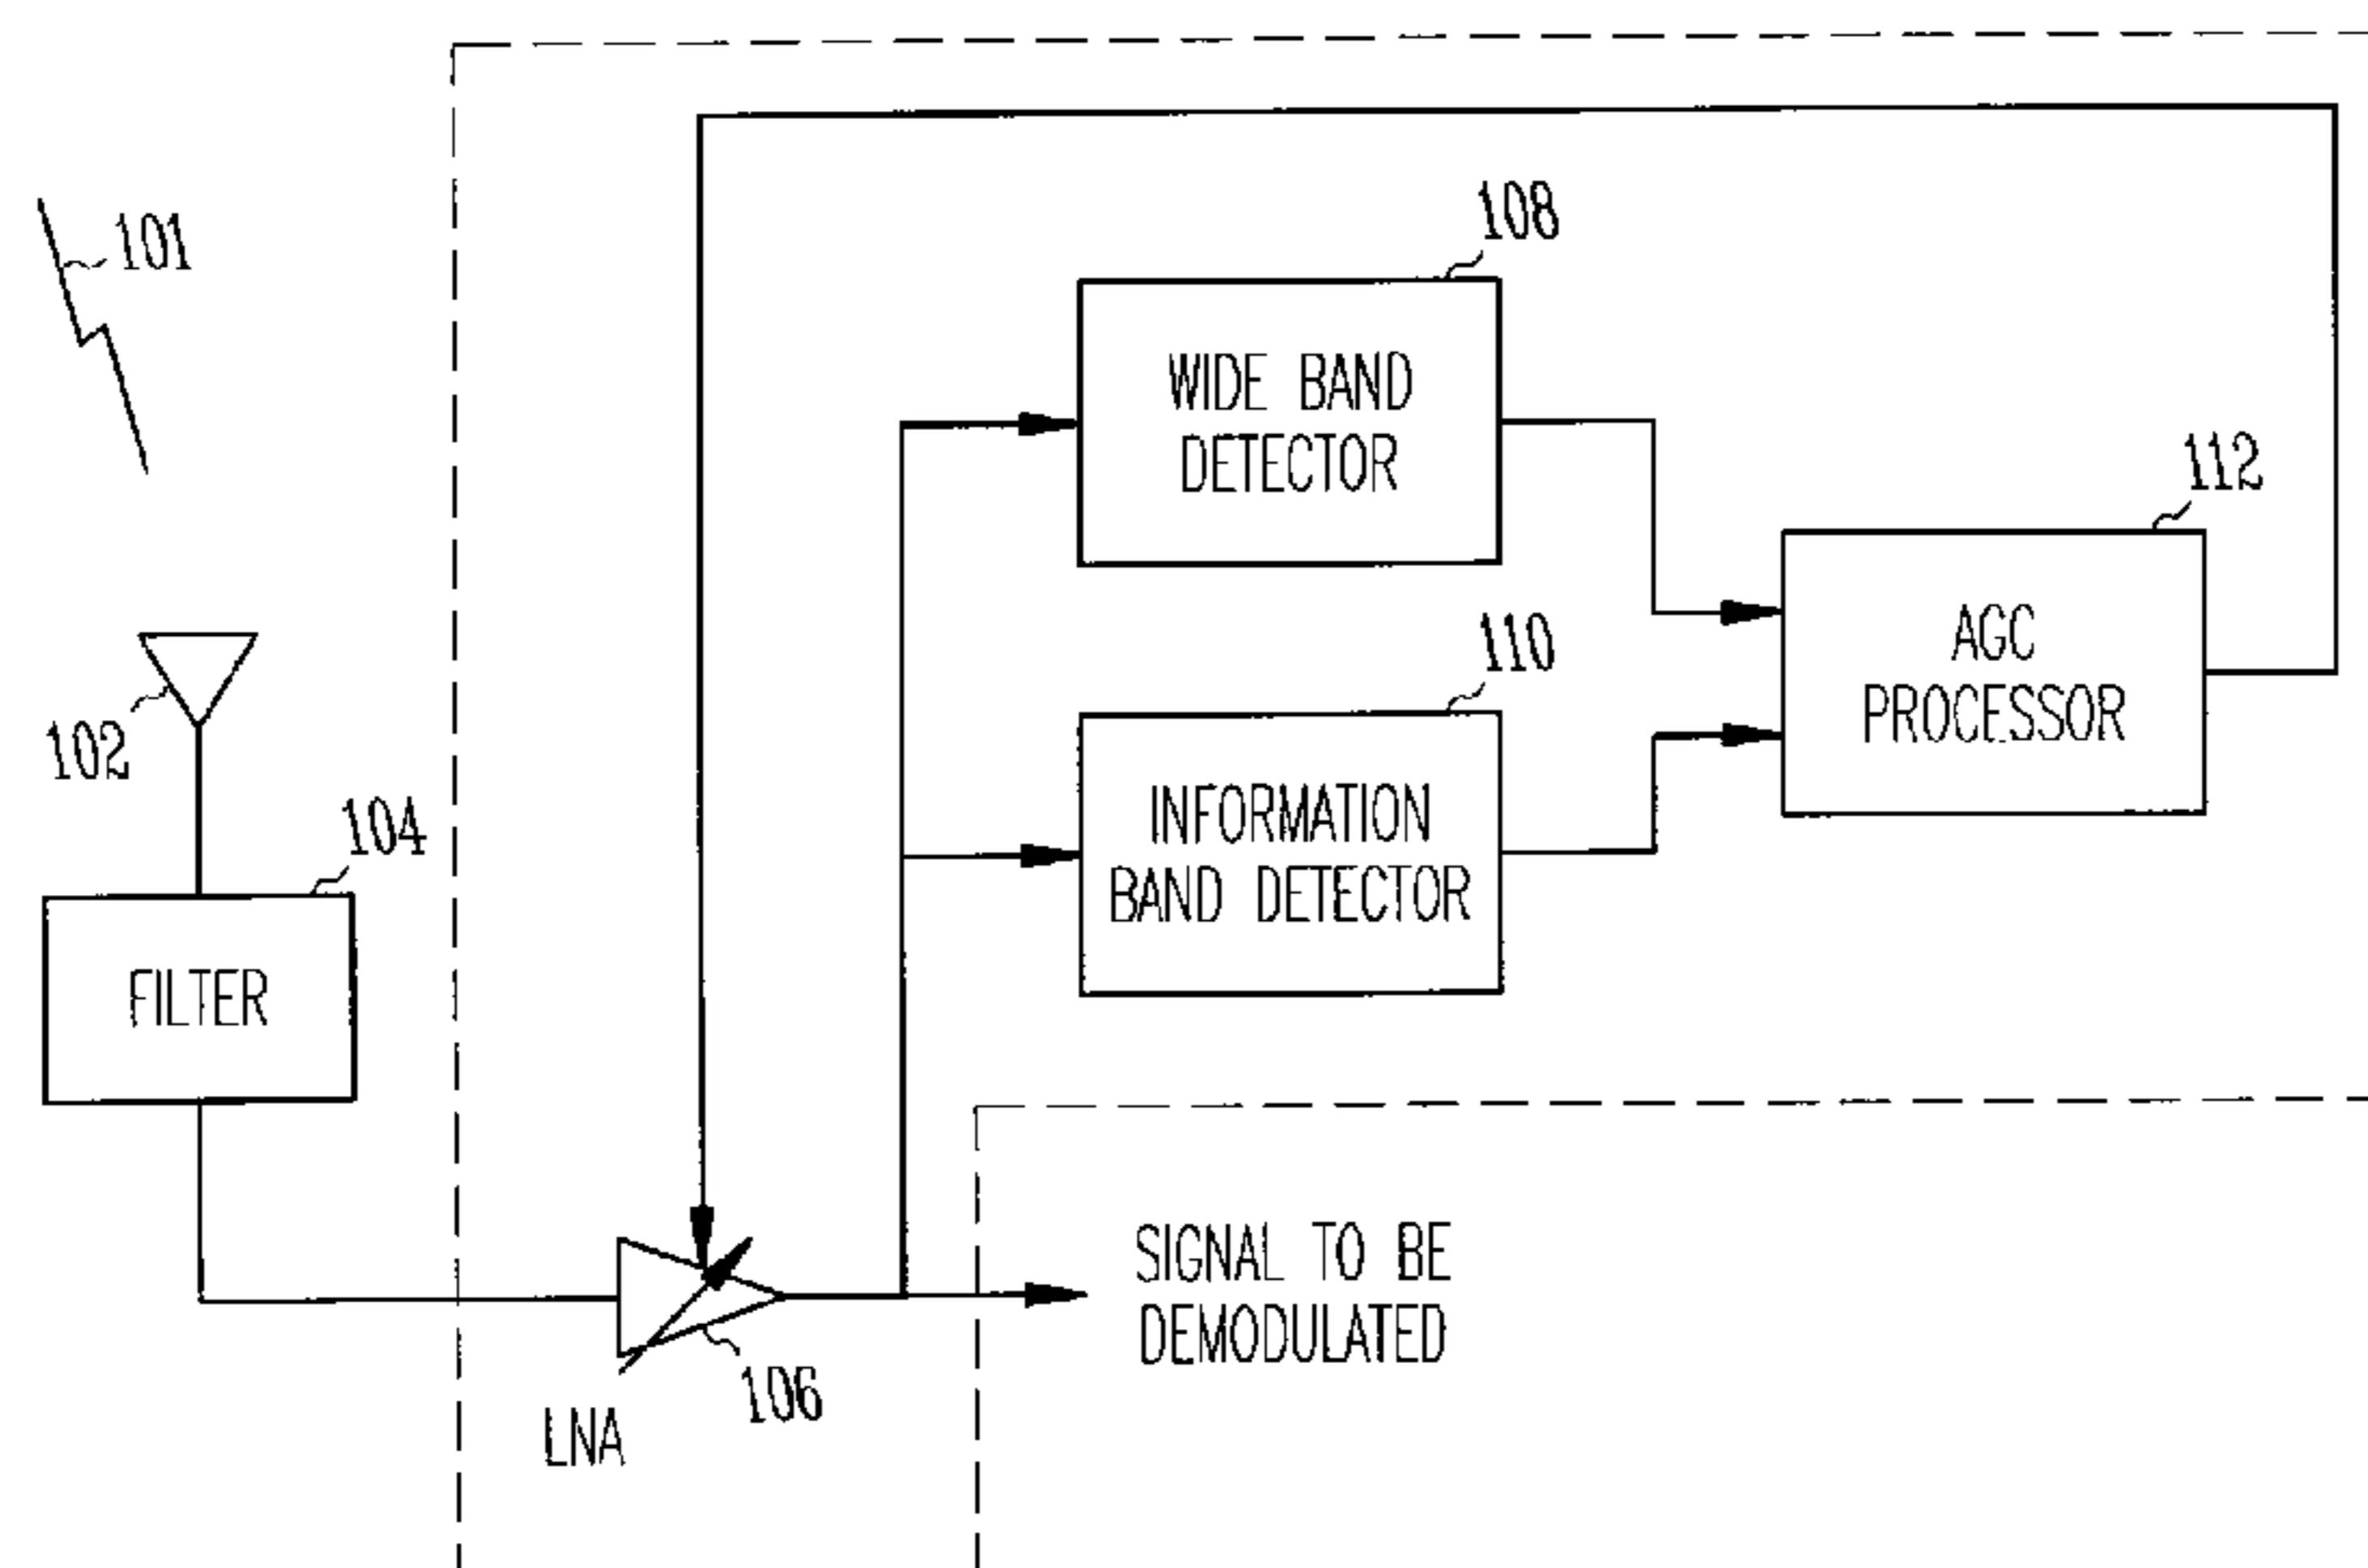 101
108
WIDE BAND
DETECTOR
112
AGC
PROCESSOR
110
INFORMATION
BAND DETECTOR
102
104
FILTER
SIGNAL TO BE
DEMODULATED
106
LNA